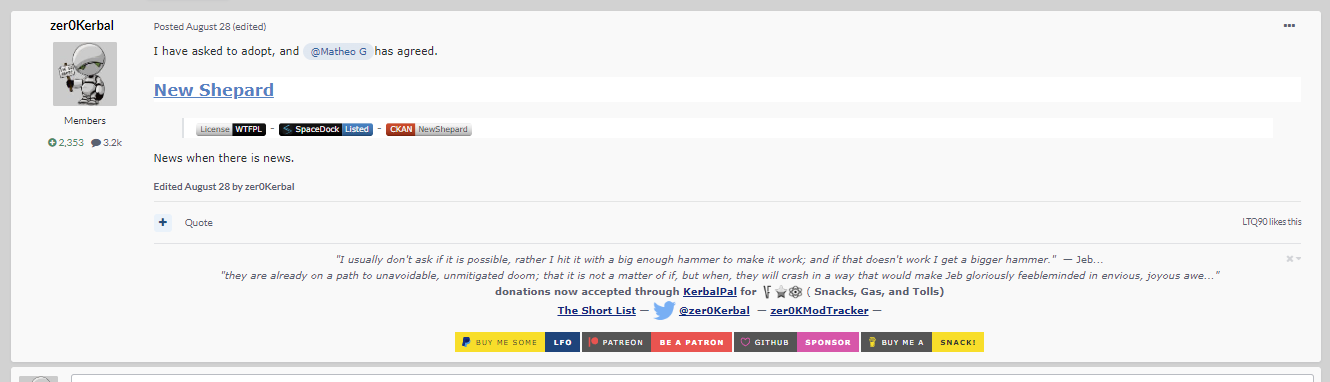 zer0Kerbal
Posted August 28 (edited)
I have asked to adopt, and @Matheo G has agreed.
New Shepard
Members
License WTFPL - SpaceDock Listed - CKAN NewShepard
2,353 3.2k
News when there is news.
Edited August 28 by zer0Kerbal
+ Quote
LTQ90 likes this
"I usually don't ask if it is possible, rather I hit it with a big enough hammer to make it work; and if that doesn't work I get a bigger hammer." — Jeb...
"they are already on a path to unavoidable, unmitigated doom; that it is not a matter of if, but when, they will crash in a way that would make Jeb gloriously feebleminded in envious, joyous awe..."
donations now accepted through KerbalPal for ( Snacks, Gas, and Tolls)
The Short List — @zer0Kerbal — zer0KModTracker —
BUY ME SOME LFO PATREON BE A PATRON GITHUB SPONSOR BUY ME A SNACK!